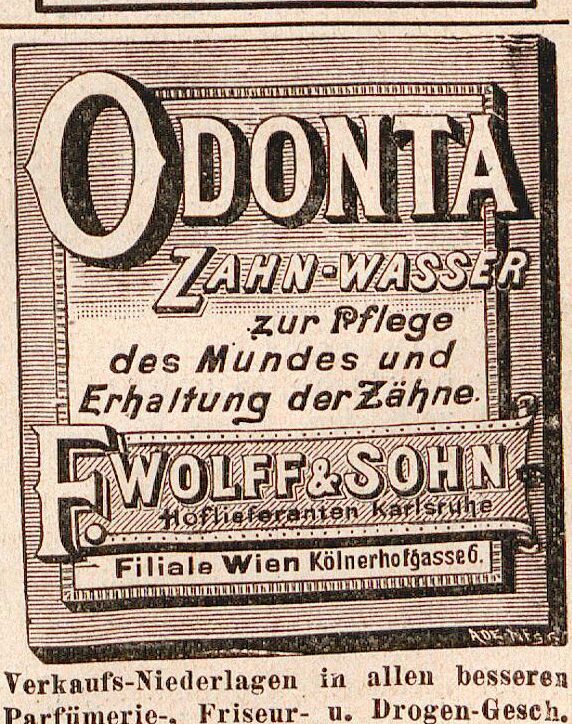 ODONTA
ZAHN-WASSER
zur Pflege
des Mundes und
Erhaltung der Zähne.
F. WOLFF & SOHN
Hoflieferanten Karlsruhe
Filiale Wien Kölnerhofgasse 6.
Verkaufs-Niederlagen in allen besseren
Parfümerie-, Friseur- u. Drogen-Gesch.